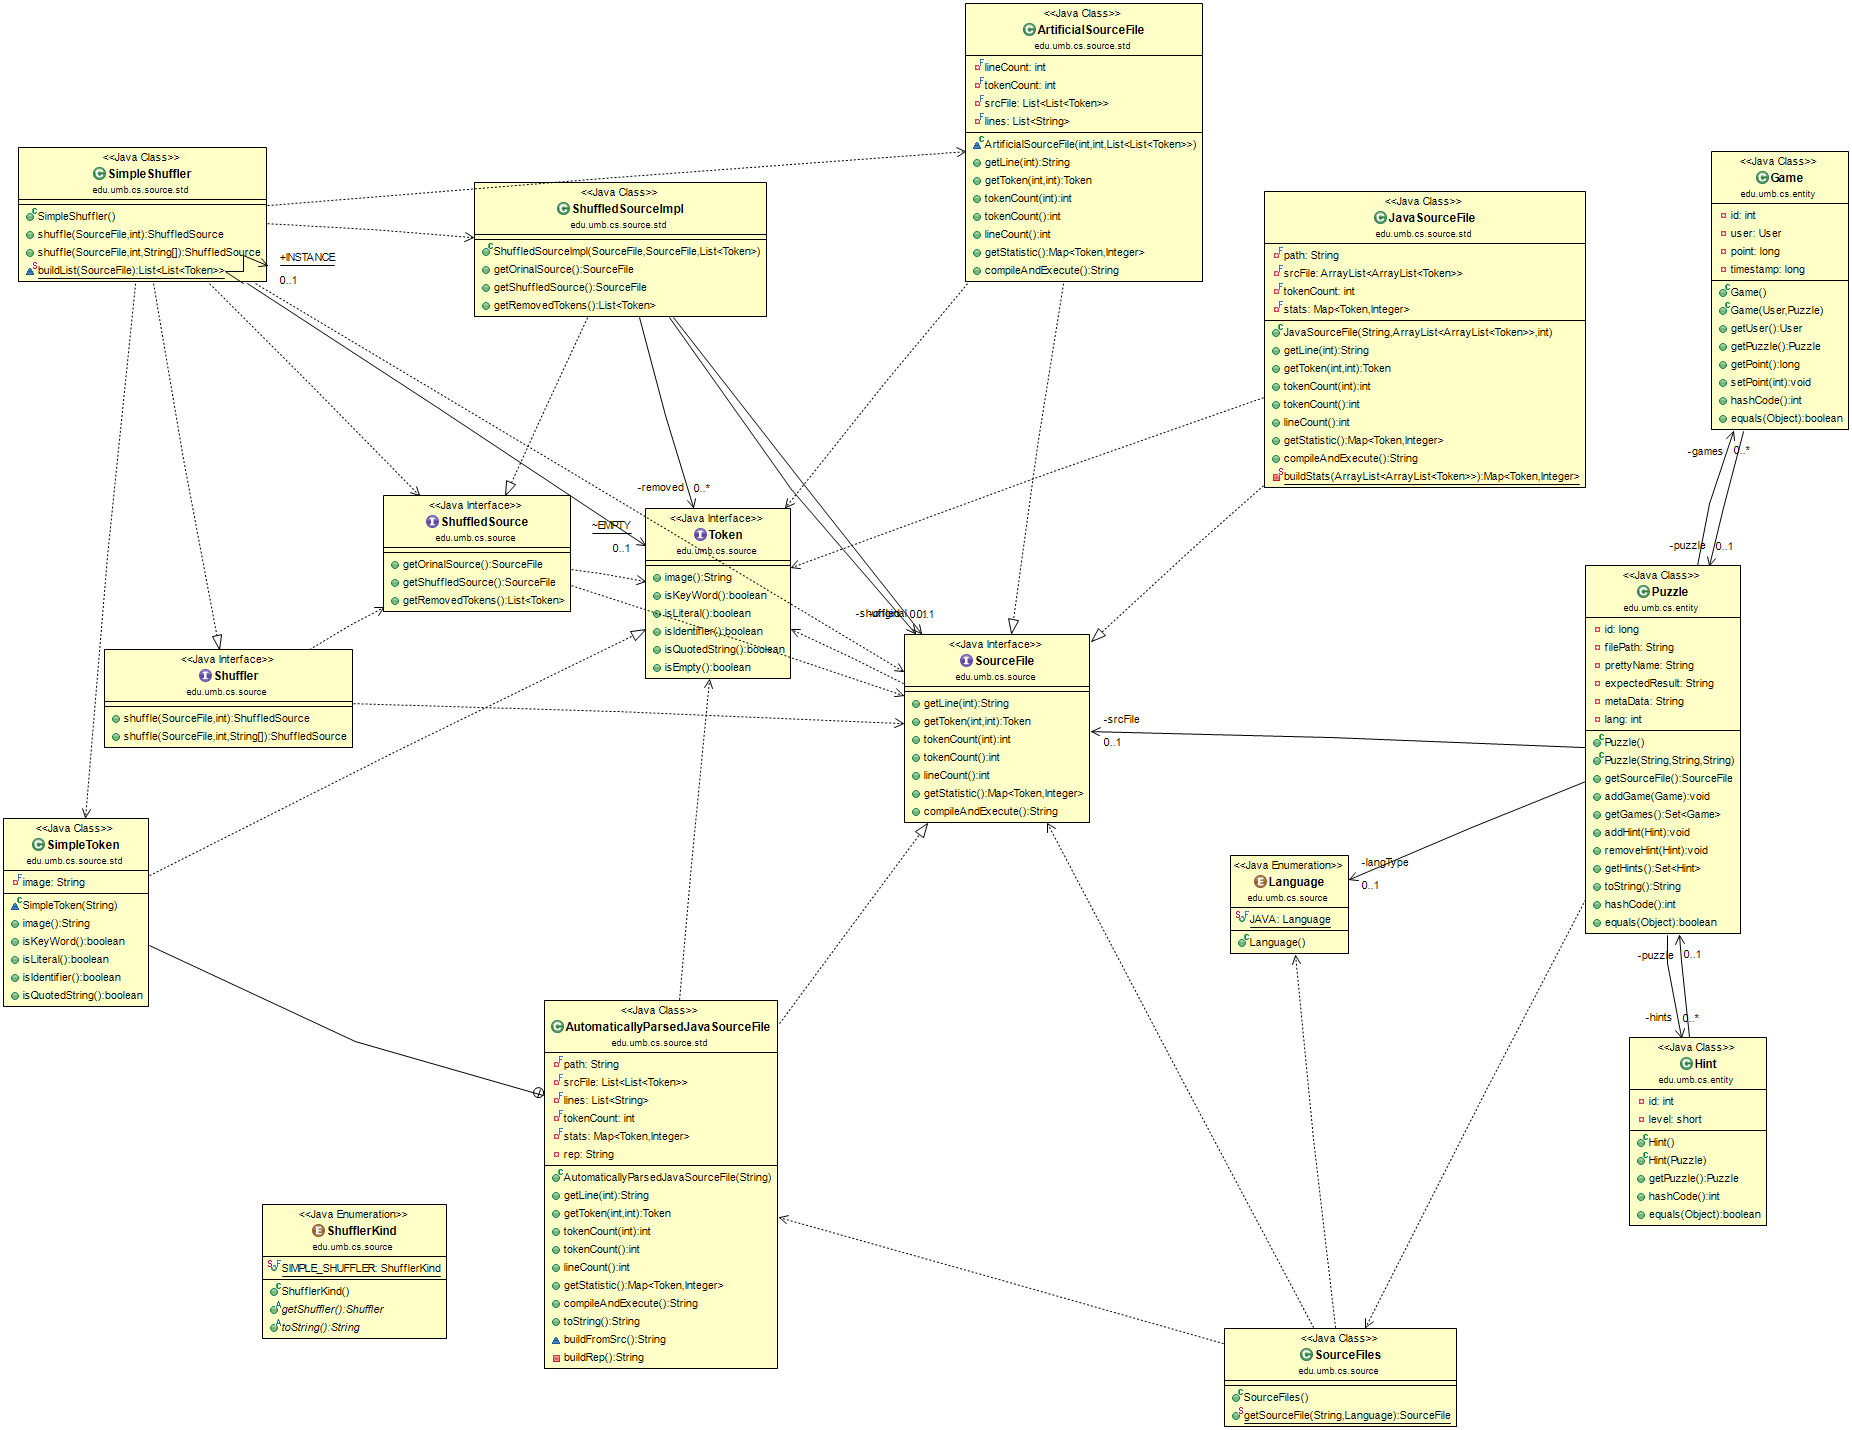 <<Java Class>>
ArtificialSourceFile
edu.umb.cs.source.std
lineCount: int
tokenCount: int
srcFile: List<List<Token>>
lines: List<String>
ArtificialSourceFile(int,int,List<List<Token>>)
getLine(int):String
getToken(int,int):Token
tokenCount(int):int
tokenCount():int
lineCount():int
getStatistic():Map<Token,Integer>
compileAndExecute():String
<<Java Class>>
SimpleShuffler
edu.umb.cs.source.std
SimpleShuffler()
shuffle(SourceFile,int):ShuffledSource
shuffle(SourceFile,int,String[]):ShuffledSource
buildList(SourceFile):List<List<Token>>
+INSTANCE
0..1
<<Java Class>>
ShuffledSourceImpl
edu.umb.cs.source.std
ShuffledSourceImpl(SourceFile,SourceFile,List<Token>)
getOrinalSource():SourceFile
getShuffledSource():SourceFile
getRemovedTokens():List<Token>
<<Java Class>>
JavaSourceFile
edu.umb.cs.source.std
path: String
srcFile: ArrayList<ArrayList<Token>>
tokenCount: int
stats: Map<Token,Integer>
JavaSourceFile(String,ArrayList<ArrayList<Token>>,int)
getLine(int):String
getToken(int,int):Token
tokenCount(int):int
tokenCount():int
lineCount():int
getStatistic():Map<Token,Integer>
compileAndExecute():String
buildStats(ArrayList<ArrayList<Token>>):Map<Token,Integer>
<<Java Class>>
Game
edu.umb.cs.entity
id: int
user: User
point: long
timestamp: long
Game()
Game(User,Puzzle)
getUser():User
getPuzzle():Puzzle
getPoint():long
setPoint(int):void
hashCode():int
equals(Object):boolean
-games
0..*
-puzzle
0..1
-removed
0..*
~EMPTY
0..1
<<Java Interface>>
ShuffledSource
edu.umb.cs.source
getOrinalSource():SourceFile
getShuffledSource():SourceFile
getRemovedTokens():List<Token>
<<Java Interface>>
Token
edu.umb.cs.source
image():String
isKeyWord():boolean
isLiteral():boolean
isIdentifier():boolean
isQuotedString():boolean
isEmpty():boolean
<<Java Interface>>
Shuffler
edu.umb.cs.source
shuffle(SourceFile,int):ShuffledSource
shuffle(SourceFile,int,String[]):ShuffledSource
<<Java Interface>>
SourceFile
edu.umb.cs.source
getLine(int):String
getToken(int,int):Token
tokenCount(int):int
tokenCount():int
lineCount():int
getStatistic():Map<Token,Integer>
compileAndExecute():String
-srcFile
0..1
<<Java Class>>
Puzzle
edu.umb.cs.entity
id: long
filePath: String
prettyName: String
expectedResult: String
metaData: String
lang: int
Puzzle()
Puzzle(String,String,String)
getSourceFile():SourceFile
addGame(Game):void
getGames():Set<Game>
addHint(Hint):void
removeHint(Hint):void
getHints():Set<Hint>
toString():String
hashCode():int
equals(Object):boolean
<<Java Class>>
SimpleToken
edu.umb.cs.source.std
image: String
SimpleToken(String)
image():String
isKeyWord():boolean
isLiteral():boolean
isIdentifier():boolean
isQuotedString():boolean
<<Java Enumeration>>
Language
edu.umb.cs.source
JAVA: Language
Language()
-langType
0..1
-puzzle
0..1
-hints
0..*
<<Java Class>>
AutomaticallyParsedJavaSourceFile
edu.umb.cs.source.std
path: String
srcFile: List<List<Token>>
lines: List<String>
tokenCount: int
stats: Map<Token,Integer>
rep: String
AutomaticallyParsedJavaSourceFile(String)
getLine(int):String
getToken(int,int):Token
tokenCount(int):int
tokenCount():int
lineCount():int
getStatistic():Map<Token,Integer>
compileAndExecute():String
toString():String
buildFromSrc():String
buildRep():String
<<Java Class>>
Hint
edu.umb.cs.entity
id: int
level: short
Hint()
Hint(Puzzle)
getPuzzle():Puzzle
hashCode():int
equals(Object):boolean
<<Java Enumeration>>
ShufflerKind
edu.umb.cs.source
SIMPLE_SHUFFLER: ShufflerKind
ShufflerKind()
getShuffler():Shuffler
toString():String
<<Java Class>>
SourceFiles
edu.umb.cs.source
SourceFiles()
getSourceFile(String,Language):SourceFile